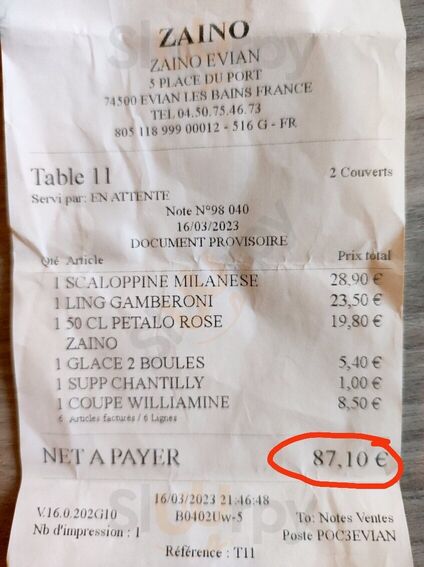 ZAINO
ZAINO EVIAN
5 PLACE DU PORT
74500 EVIAN LES BAINS FRANCE
TEL 04.50.75.46.73
805 118 999 00012 - 516 G - FR
Table 11 2 Couverts
Servi par: EN ATTENTE
Note N°98 040
16/03/2023
DOCUMENT PROVISOIRE
Qté Article Prix total
1 SCALOPPINE MILANESE 28,90 €
1 LING GAMBERONI 23,50 €
1 50 CL PETALO ROSE 19,80 €
ZAINO
1 GLACE 2 BOULES 5,40 €
1 SUPP CHANTILLY 1,00 €
1 COUPE WILLIAMINE 8,50 €
6 Articles facturés / 6 Lignes
NET A PAYER 87,10 €
16/03/2023 21:46:48
V.16.0.202G10 B0402Uw-5 To: Notes Ventes
Nb d'impression : 1 Poste POC3EVIAN
Référence : T11